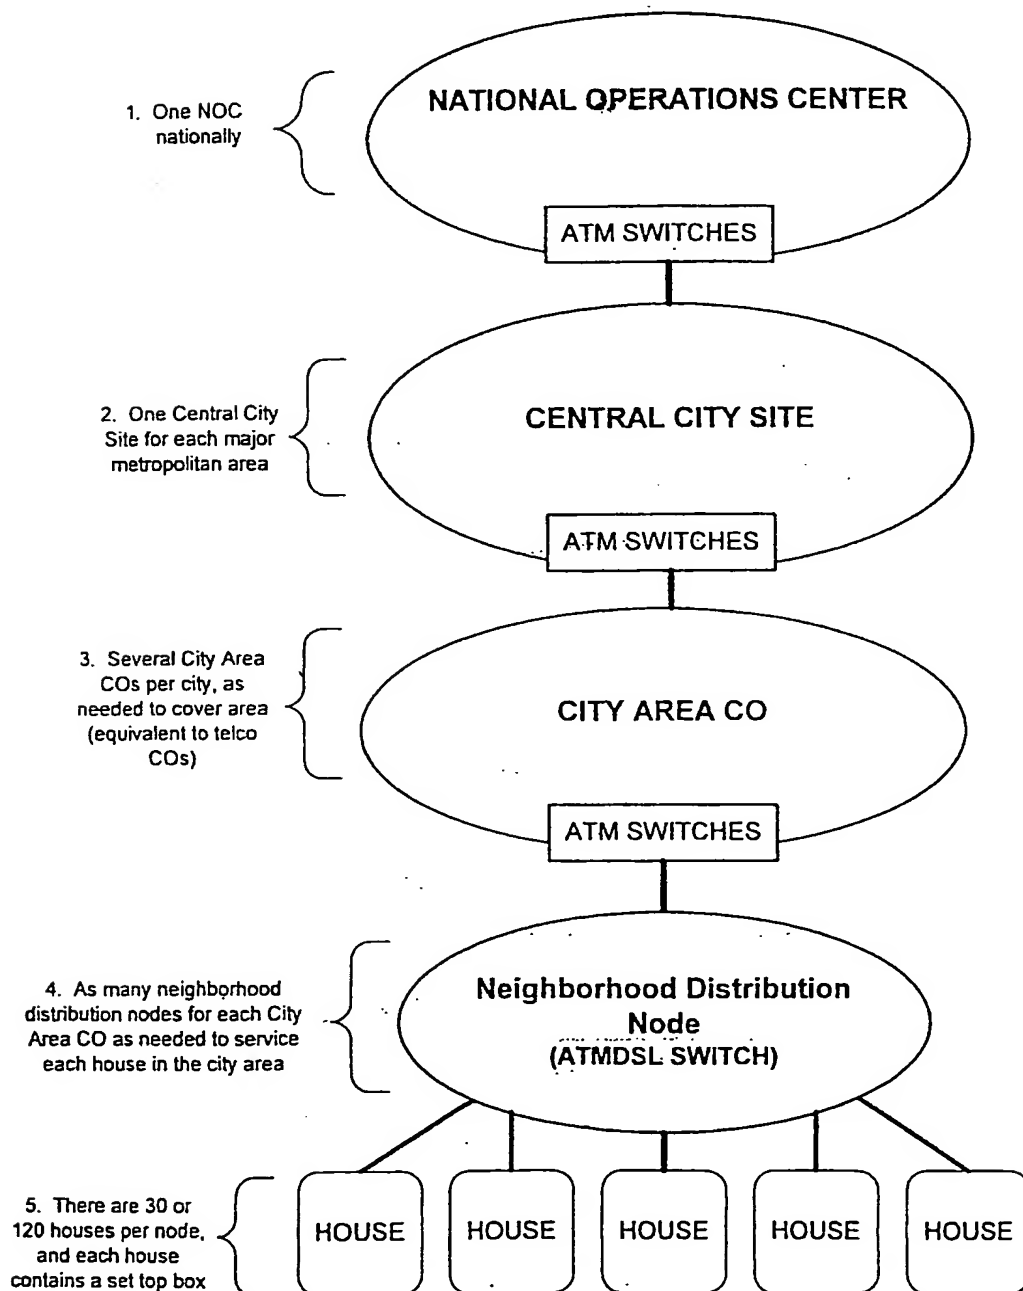 1. One NOC
nationally
NATIONAL OPERATIONS CENTER
ATM SWITCHES
2. One Central City
Site for each major
metropolitan area
CENTRAL CITY SITE
ATM SWITCHES
3. Several City Area
COs per city, as
needed to cover area
(equivalent to telco
COs)
CITY AREA CO
ATM SWITCHES
4. As many neighborhood
distribution nodes for each City
Area CO as needed to service
each house in the city area
Neighborhood Distribution
Node
(ATMDSL SWITCH)
5. There are 30 or
120 houses per node,
and each house
contains a set top box
HOUSE
HOUSE
HOUSE
HOUSE
HOUSE